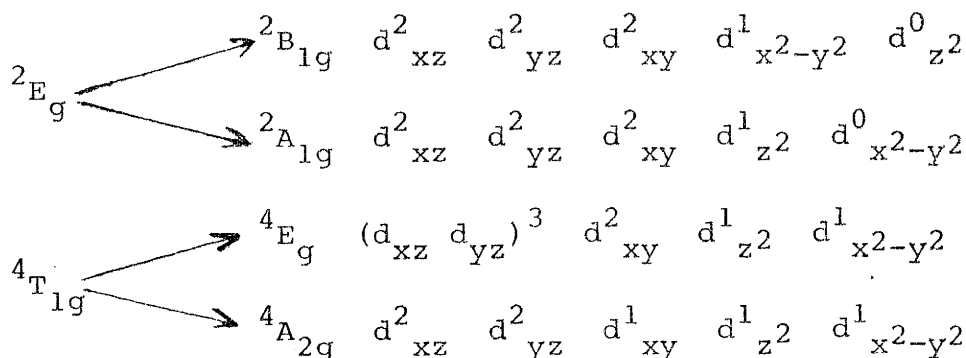 ²B₁g d²xz d²yz d²xy d¹x²-y² d⁰z²
²Eg
²A₁g d²xz d²yz d²xy d¹z² d⁰x²-y²
⁴Eg (dxz dyz)³ d²xy d¹z² d¹x²-y²
⁴T₁g
⁴A₂g d²xz d²yz d¹xy d¹z² d¹x²-y²